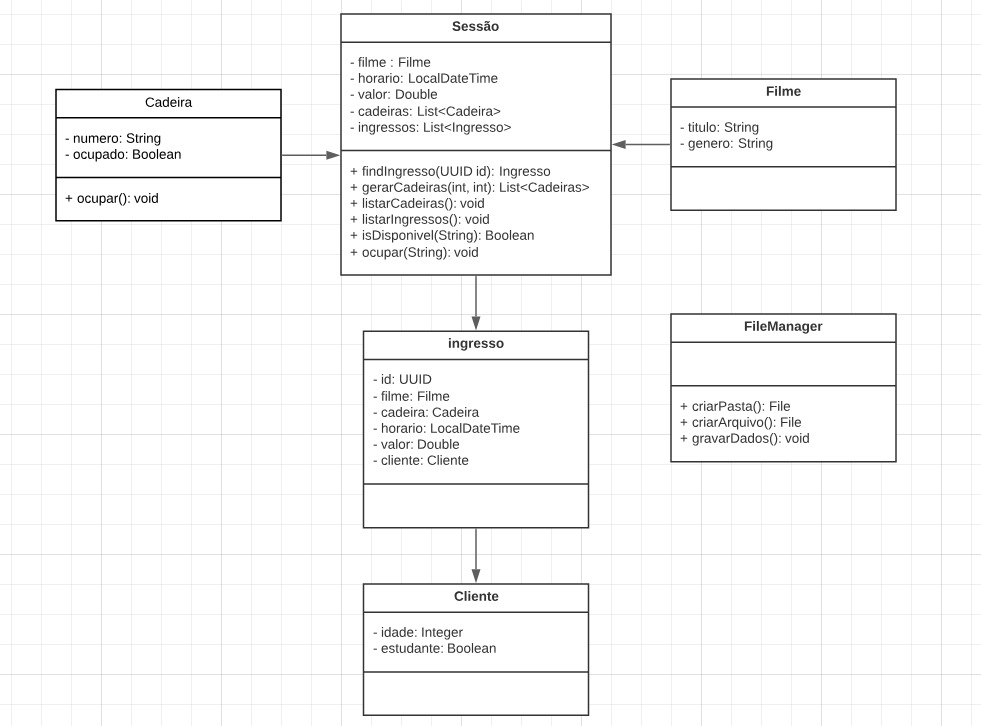 Sessão
- filme : Filme
- horario: LocalDateTime
- valor: Double
- cadeiras: List<Cadeira>
- ingressos: List<Ingresso>
+ findIngresso(UUID id): Ingresso
+ gerarCadeiras(int, int): List<Cadeiras>
+ listarCadeiras(): void
+ listarIngressos(): void
+ isDisponivel(String): Boolean
+ ocupar(String): void
Cadeira
- numero: String
- ocupado: Boolean
+ ocupar(): void
Filme
- titulo: String
- genero: String
ingresso
- id: UUID
- filme: Filme
- cadeira: Cadeira
- horario: LocalDateTime
- valor: Double
- cliente: Cliente
FileManager
+ criarPasta(): File
+ criarArquivo(): File
+ gravarDados(): void
Cliente
- idade: Integer
- estudante: Boolean